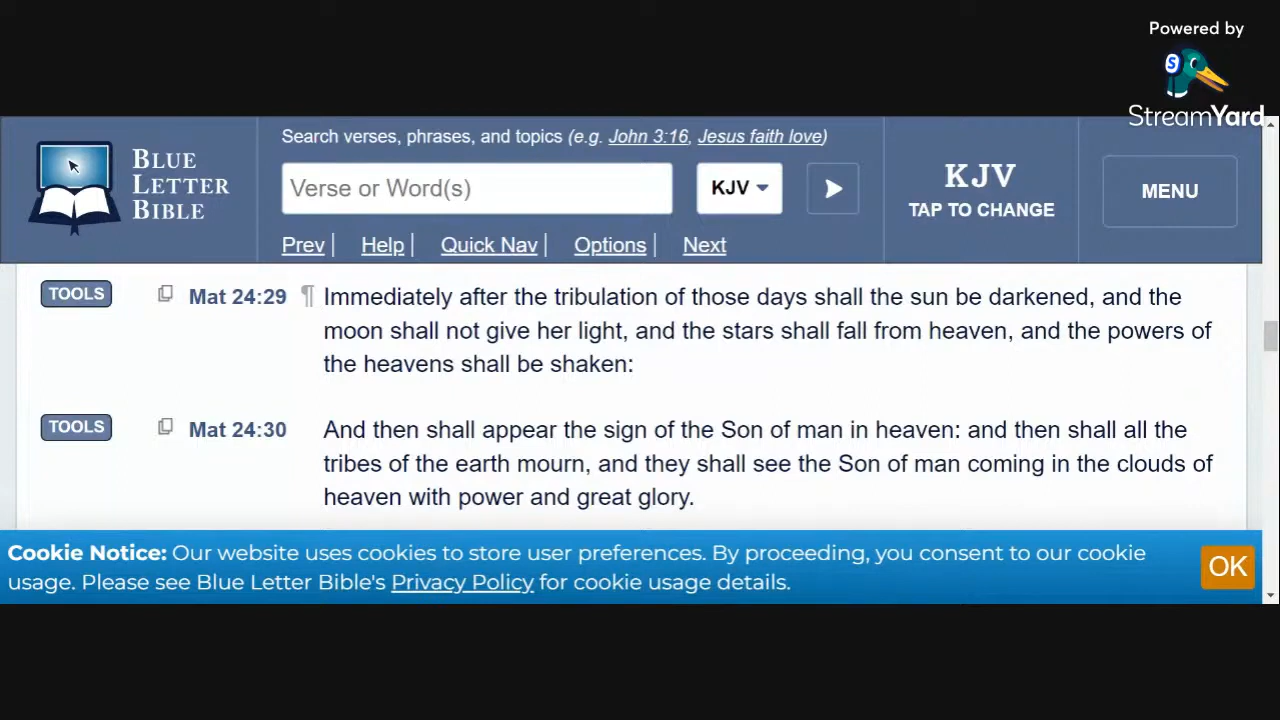 Powered by
StreamYard
Search verses, phrases, and topics (e.g. John 3:16, Jesus faith love)
BLUE
LETTER
BIBLE
Verse or Word(s)
KJV
KJV
TAP TO CHANGE
MENU
Prev | Help | Quick Nav | Options | Next
TOOLS Mat 24:29 ¶ Immediately after the tribulation of those days shall the sun be darkened, and the
moon shall not give her light, and the stars shall fall from heaven, and the powers of
the heavens shall be shaken:
TOOLS Mat 24:30 And then shall appear the sign of the Son of man in heaven: and then shall all the
tribes of the earth mourn, and they shall see the Son of man coming in the clouds of
heaven with power and great glory.
Cookie Notice: Our website uses cookies to store user preferences. By proceeding, you consent to our cookie
usage. Please see Blue Letter Bible's Privacy Policy for cookie usage details.
OK